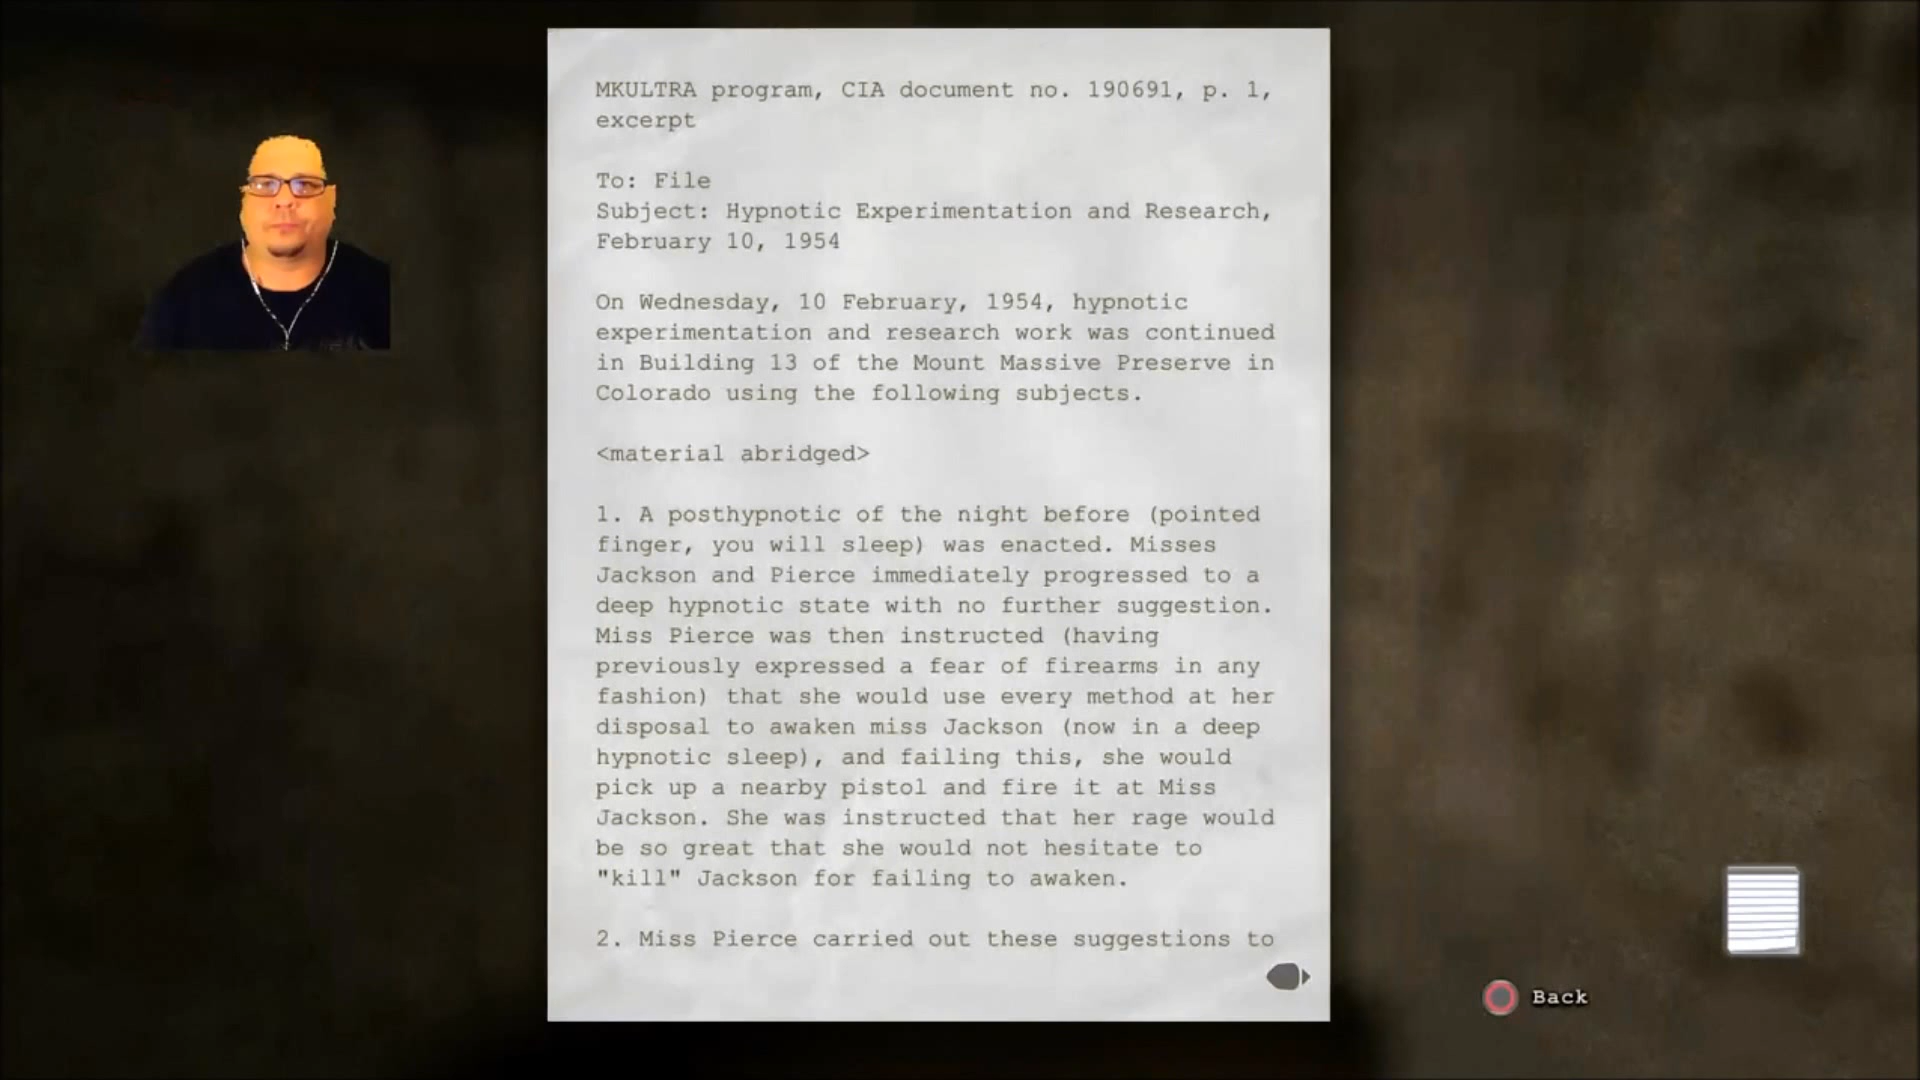 MKULTRA program, CIA document no. 190691, p. 1,
excerpt
To: File
Subject: Hypnotic Experimentation and Research,
February 10, 1954
On Wednesday, 10 February, 1954, hypnotic
experimentation and research work was continued
in Building 13 of the Mount Massive Preserve in
Colorado using the following subjects.
<material abridged>
1. A posthypnotic of the night before (pointed
finger, you will sleep) was enacted. Misses
Jackson and Pierce immediately progressed to a
deep hypnotic state with no further suggestion.
Miss Pierce was then instructed (having
previously expressed a fear of firearms in any
fashion) that she would use every method at her
disposal to awaken miss Jackson (now in a deep
hypnotic sleep), and failing this, she would
pick up a nearby pistol and fire it at Miss
Jackson. She was instructed that her rage would
be so great that she would not hesitate to
"kill" Jackson for failing to awaken.
2. Miss Pierce carried out these suggestions to
Back